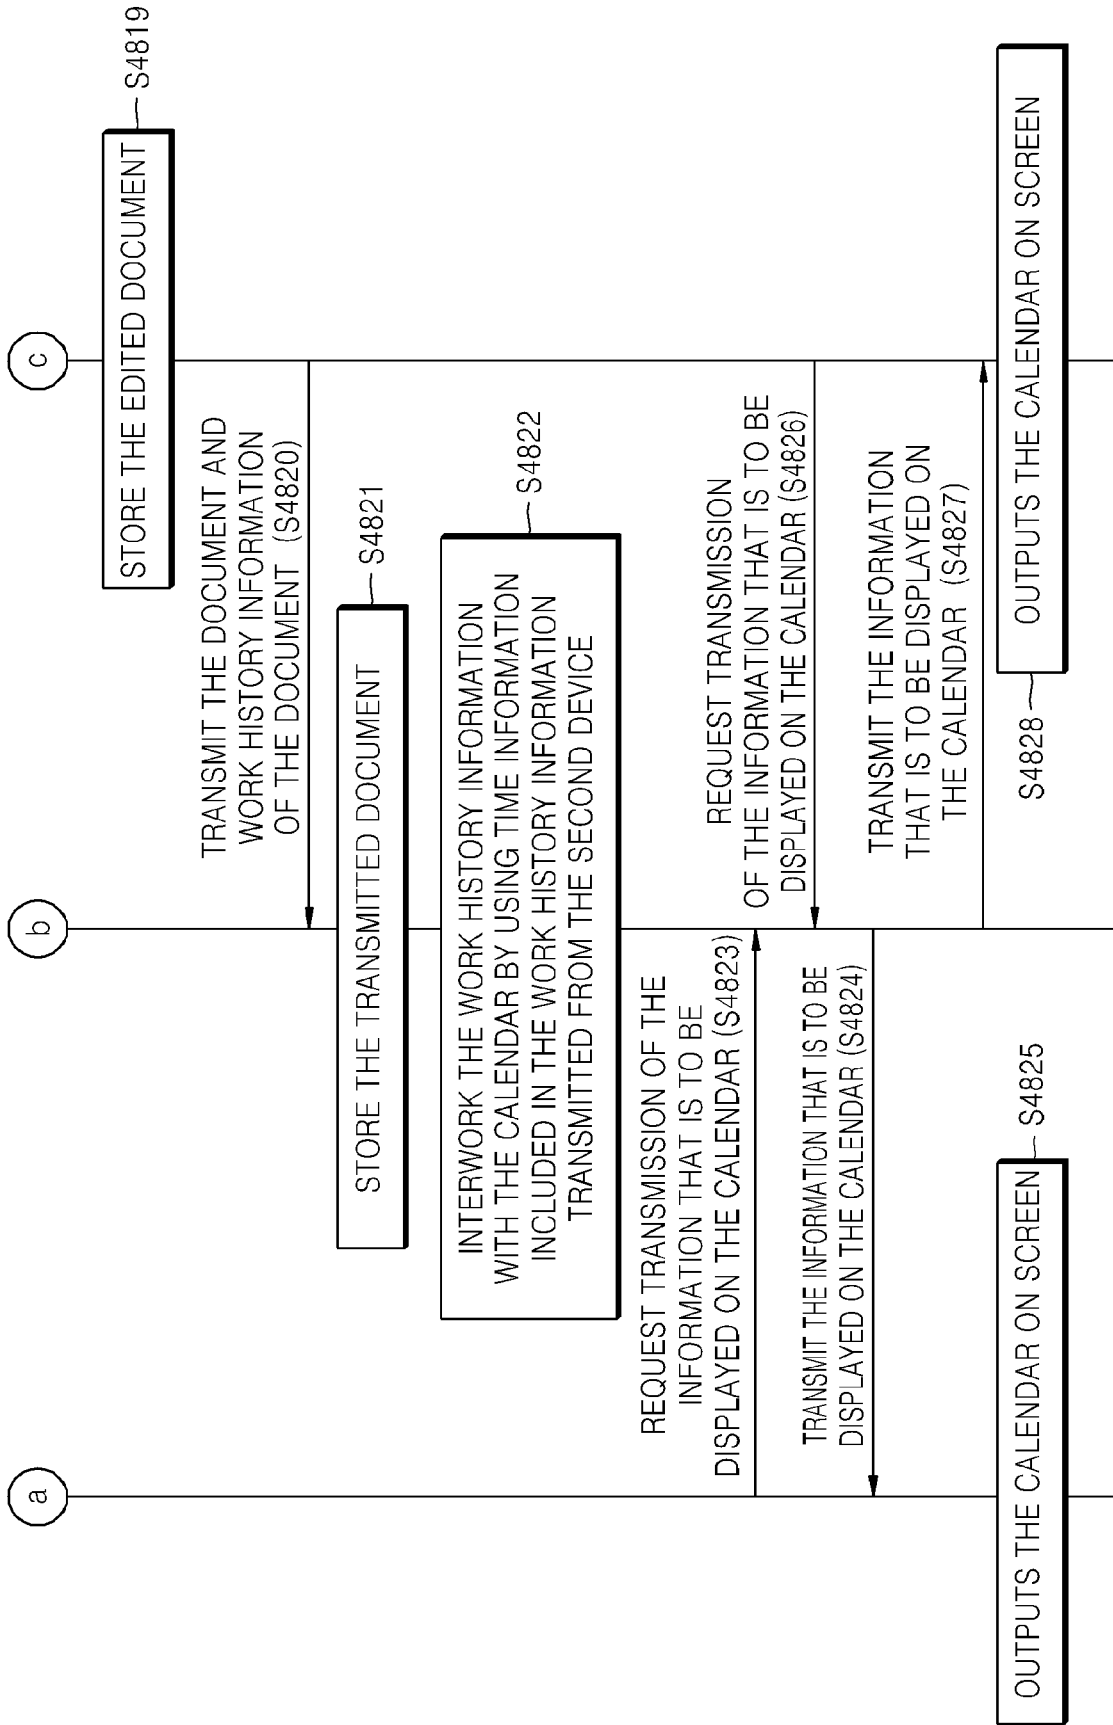 a
b
c
STORE THE EDITED DOCUMENT
S4819
TRANSMIT THE DOCUMENT AND
WORK HISTORY INFORMATION
OF THE DOCUMENT (S4820)
STORE THE TRANSMITTED DOCUMENT
S4821
INTERWORK THE WORK HISTORY INFORMATION
WITH THE CALENDAR BY USING TIME INFORMATION
INCLUDED IN THE WORK HISTORY INFORMATION
TRANSMITTED FROM THE SECOND DEVICE
S4822
REQUEST TRANSMISSION OF THE
INFORMATION THAT IS TO BE
DISPLAYED ON THE CALENDAR (S4823)
TRANSMIT THE INFORMATION THAT IS TO BE
DISPLAYED ON THE CALENDAR (S4824)
OUTPUTS THE CALENDAR ON SCREEN
S4825
REQUEST TRANSMISSION
OF THE INFORMATION THAT IS TO BE
DISPLAYED ON THE CALENDAR (S4826)
TRANSMIT THE INFORMATION
THAT IS TO BE DISPLAYED ON
THE CALENDAR (S4827)
S4828
OUTPUTS THE CALENDAR ON SCREEN